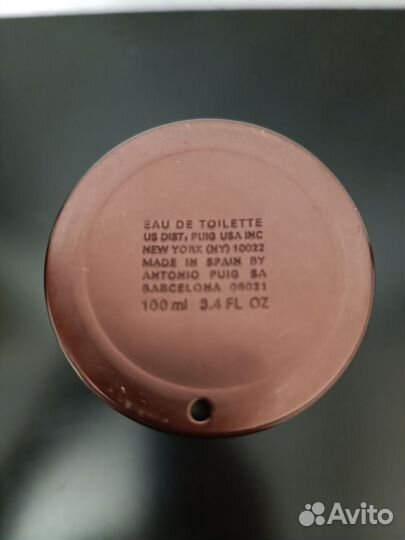 EAU DE TOILETTE
US DIST, PUIG USA INC
NEW YORK (NY) 10022
MADE IN SPAIN BY
ANTONIO PUIG SA
BARCELONA 08021
100 ml 3.4 FL OZ
Avito